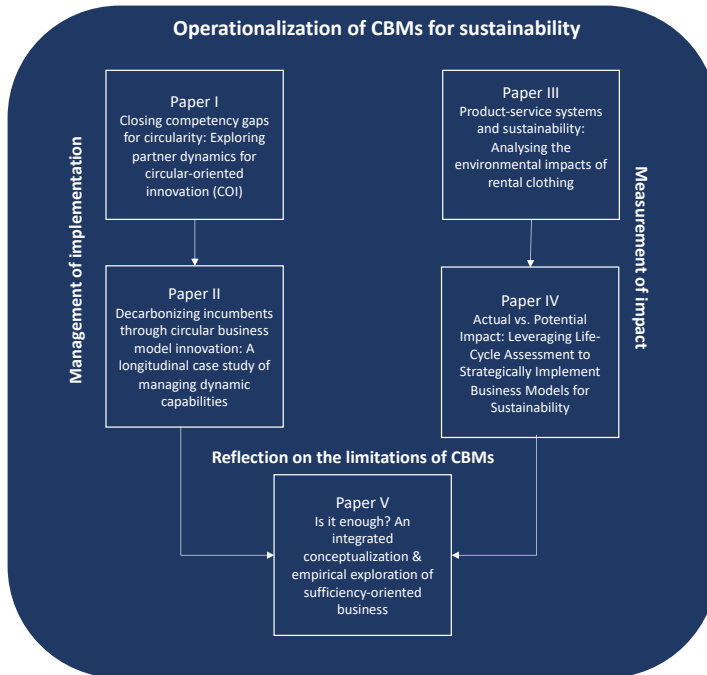 Operationalization of CBMs for sustainability
Management of implementation
Paper I
Closing competency gaps
for circularity: Exploring
partner dynamics for
circular-oriented
innovation (COI)
Paper II
Decarbonizing incumbents
through circular business
model innovation: A
longitudinal case study of
managing dynamic
capabilities
Paper III
Product-service systems
and sustainability:
Analysing the
environmental impacts of
rental clothing
Paper IV
Actual vs. Potential
Impact: Leveraging Life-
Cycle Assessment to
Strategically Implement
Business Models for
Sustainability
Measurement of impact
Reflection on the limitations of CBMs
Paper V
Is it enough? An
integrated
conceptualization &
empirical exploration of
sufficiency-oriented
business